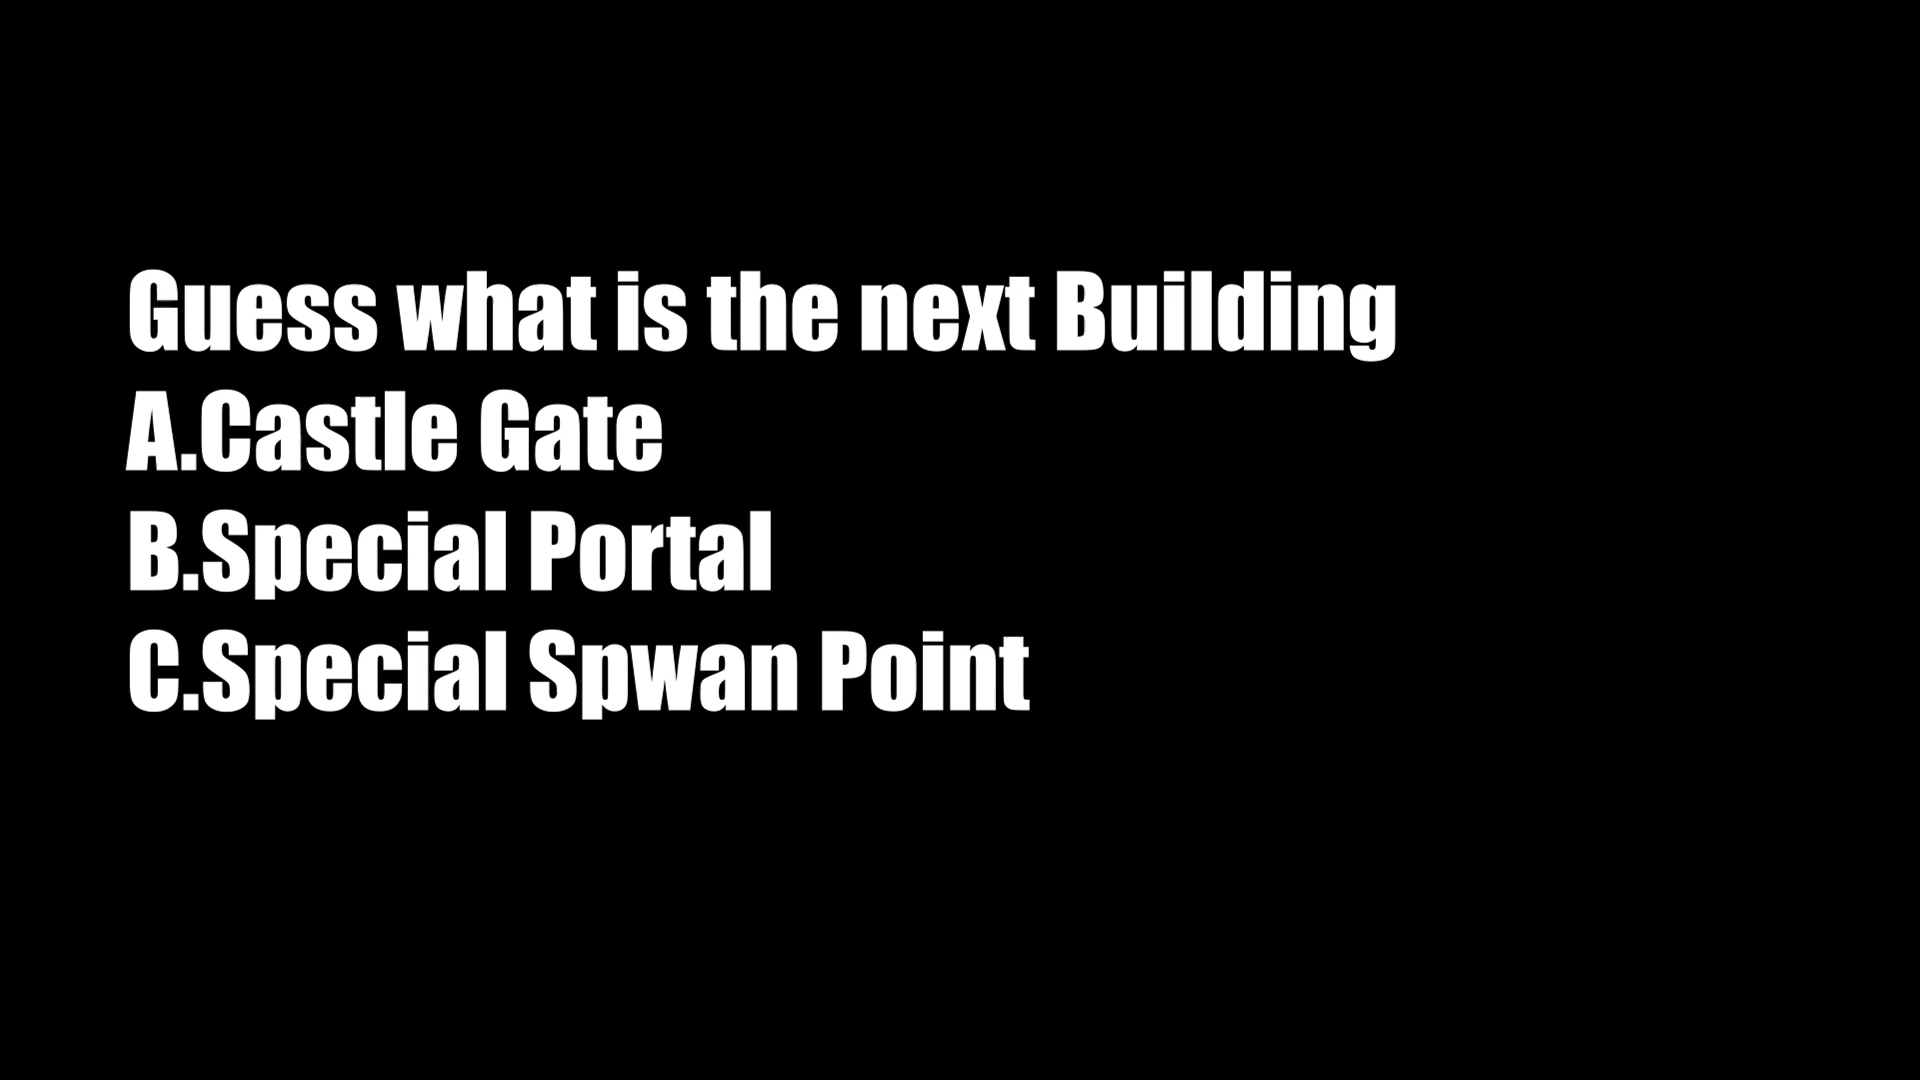 Guess what is the next Building
A.Castle Gate
B.Special Portal
C.Special Spwan Point